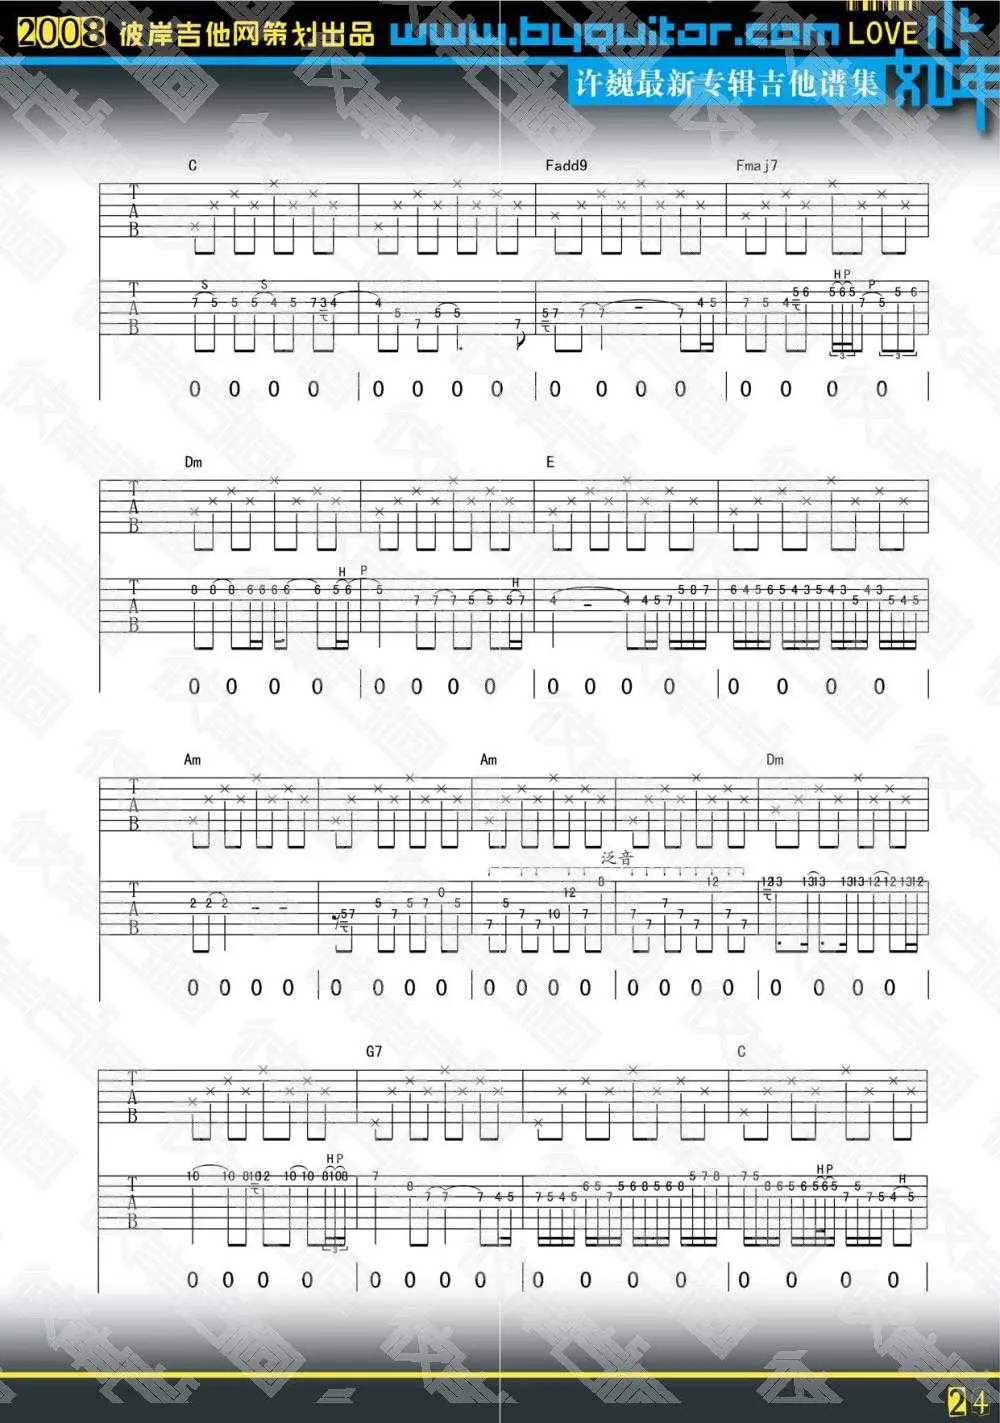 2008 彼岸吉他网策划出品 www.byguitar.com LOVE
许巍最新专辑吉他谱集
C Fadd9 Fmaj7
T
A
B
S S H P P
T
A
B
7 5 5 5 4 5 7 3 4 4 5 7 5 5 7 5 7 7 7 - 7 4 5 7 5 4 5 6 5 6 5 7 5 5 6
3 3
0 0 0 0 0 0 0 0 0 0 0 0 0 0 0 0
Dm E
T
A
B
H P H
T
A
B
8 8 8 6 6 6 6 6 5 6 5 7 7 7 5 5 5 7 4 - 4 4 5 7 5 8 7 6 4 5 6 5 4 3 5 4 3 5 4 3 5 4 5
0 0 0 0 0 0 0 0 0 0 0 0 0 0 0 0
Am Am Dm
T
A
B
泛音
T
A
B
2 2 2 - - 5 7 5 7 5 7 0 5 7 5 7 10 12 7 8 7 7 7 7 7 12 7 7 12 13 13 13 13 13 12 12 13 12
0 0 0 0 0 0 0 0 0 0 0 0 0 0 0 0 0 0 0 0
G7 C
T
A
B
H P H P H
T
A
B
10 10 8 10 12 10 10 8 10 8 7 8 7 7 7 4 5 7 5 4 5 6 5 7 5 6 8 5 6 8 5 7 8 7 5 8 6 5 6 5 6 5 7 5 7 5 4 5
3
0 0 0 0 0 0 0 0 0 0 0 0 0 0 0 0
24